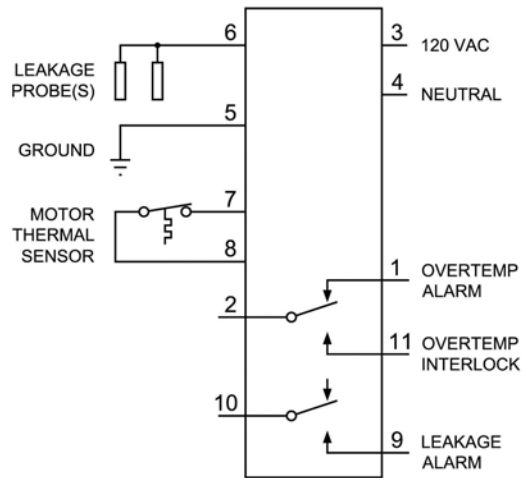 6
3
120 VAC
LEAKAGE
PROBE(S)
4
NEUTRAL
5
GROUND
7
MOTOR
THERMAL
SENSOR
8
1
OVERTEMP
ALARM
2
11
OVERTEMP
INTERLOCK
10
9
LEAKAGE
ALARM